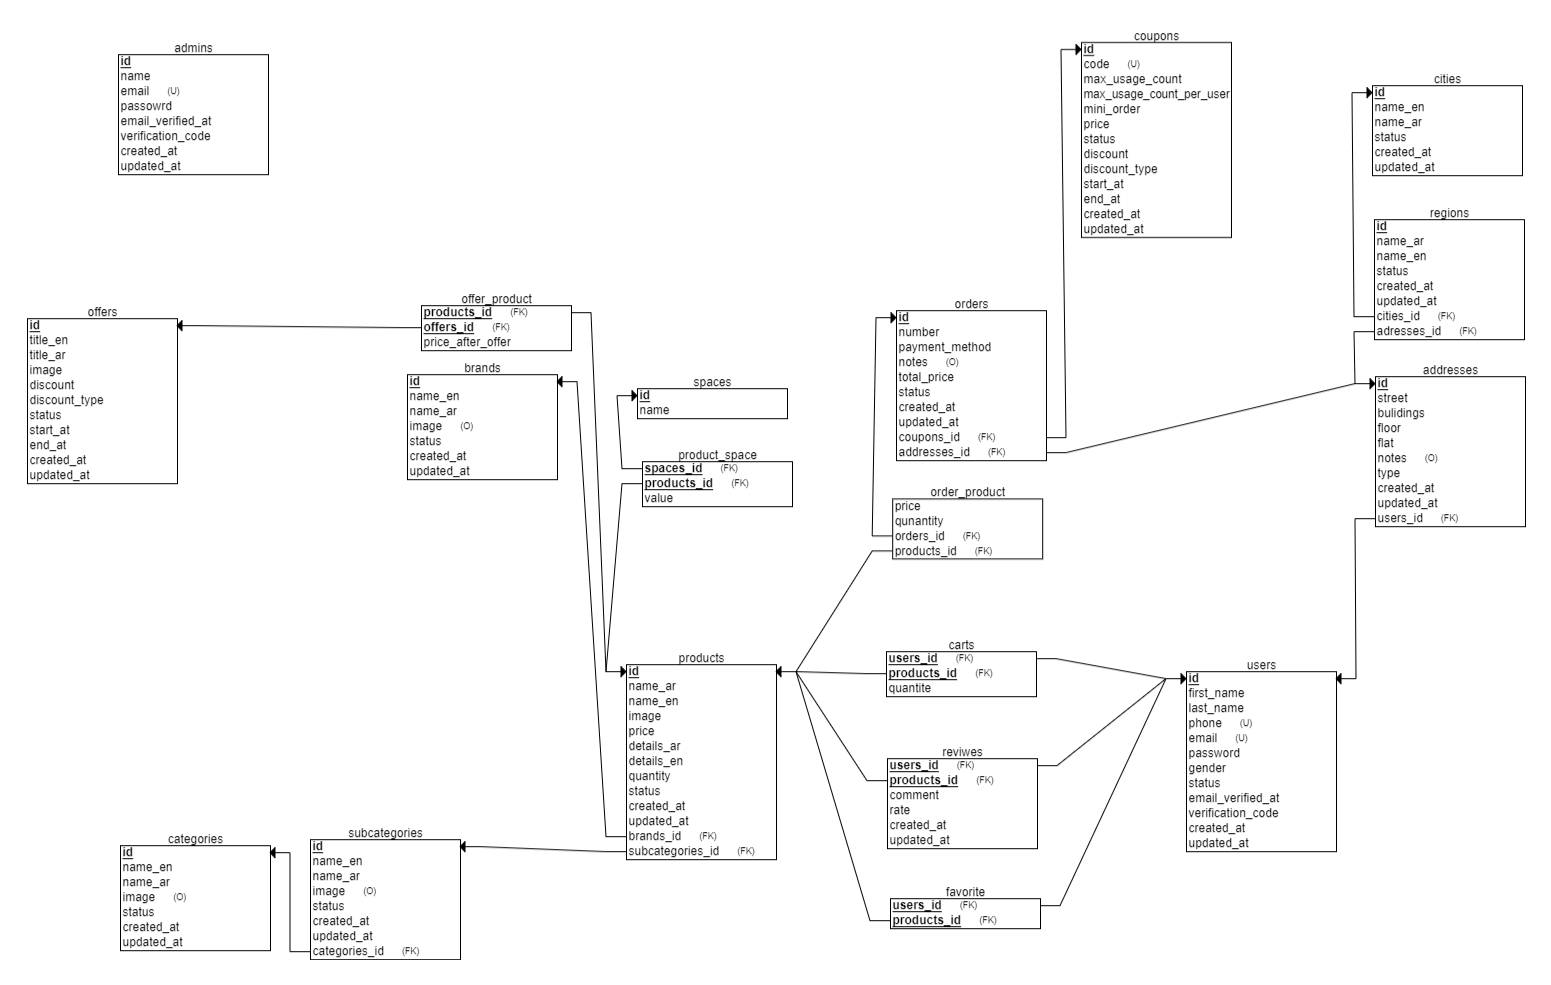 admins
id
name
email (U)
passowrd
email_verified_at
verification_code
created_at
updated_at
coupons
id
code (U)
max_usage_count
max_usage_count_per_user
mini_order
price
status
discount
discount_type
start_at
end_at
created_at
updated_at
cities
id
name_en
name_ar
status
created_at
updated_at
regions
id
name_ar
name_en
status
created_at
updated_at
cities_id (FK)
adresses_id (FK)
offers
id
title_en
title_ar
image
discount
discount_type
status
start_at
end_at
created_at
updated_at
offer_product
products_id (FK)
offers_id (FK)
price_after_offer
brands
id
name_en
name_ar
image (O)
status
created_at
updated_at
spaces
id
name
product_space
spaces_id (FK)
products_id (FK)
value
orders
id
number
payment_method
notes (O)
total_price
status
created_at
updated_at
coupons_id (FK)
addresses_id (FK)
order_product
price
qunantity
orders_id (FK)
products_id (FK)
addresses
id
street
bulidings
floor
flat
notes (O)
type
created_at
updated_at
users_id (FK)
products
id
name_ar
name_en
image
price
details_ar
details_en
quantity
status
created_at
updated_at
brands_id (FK)
subcategories_id (FK)
carts
users_id (FK)
products_id (FK)
quantite
reviwes
users_id (FK)
products_id (FK)
comment
rate
created_at
updated_at
favorite
users_id (FK)
products_id (FK)
users
id
first_name
last_name
phone (U)
email (U)
password
gender
status
email_verified_at
verification_code
created_at
updated_at
categories
id
name_en
name_ar
image (O)
status
created_at
updated_at
subcategories
id
name_en
name_ar
image (O)
status
created_at
updated_at
categories_id (FK)